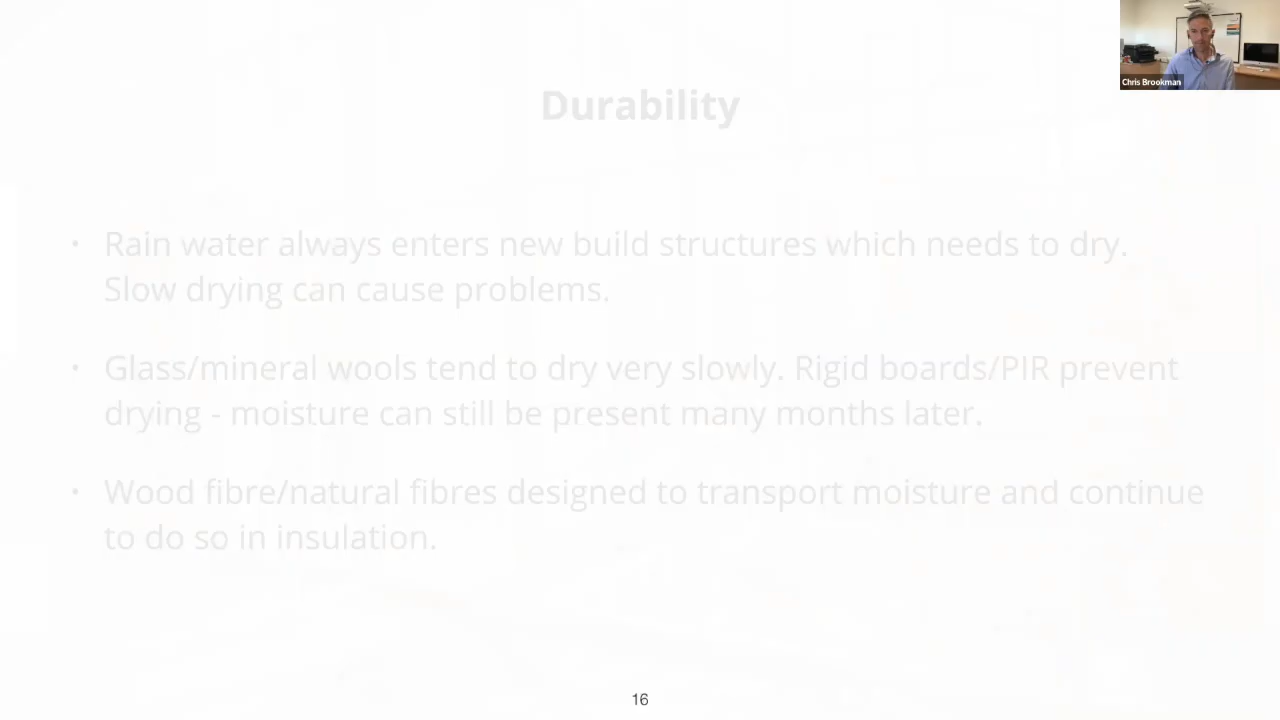 Chris Brookman
Durability
• Rain water always enters new build structures which needs to dry.
Slow drying can cause problems.
• Glass/mineral wools tend to dry very slowly. Rigid boards/PIR prevent
drying - moisture can still be present many months later.
• Wood fibre/natural fibres designed to transport moisture and continue
to do so in insulation.
16